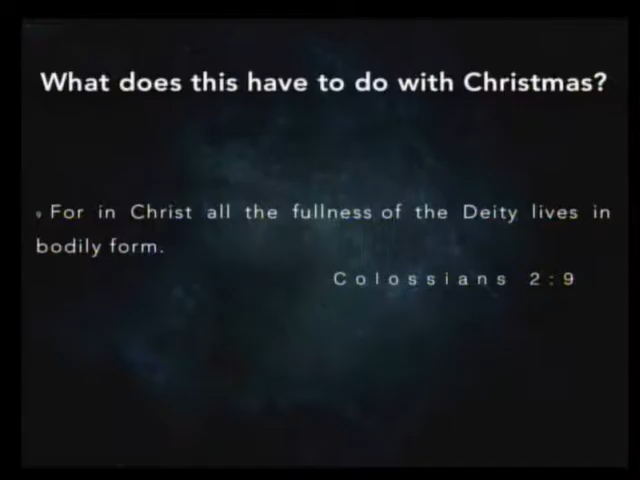 What does this have to do with Christmas?
9 For in Christ all the fullness of the Deity lives in
bodily form.
Colossians 2:9